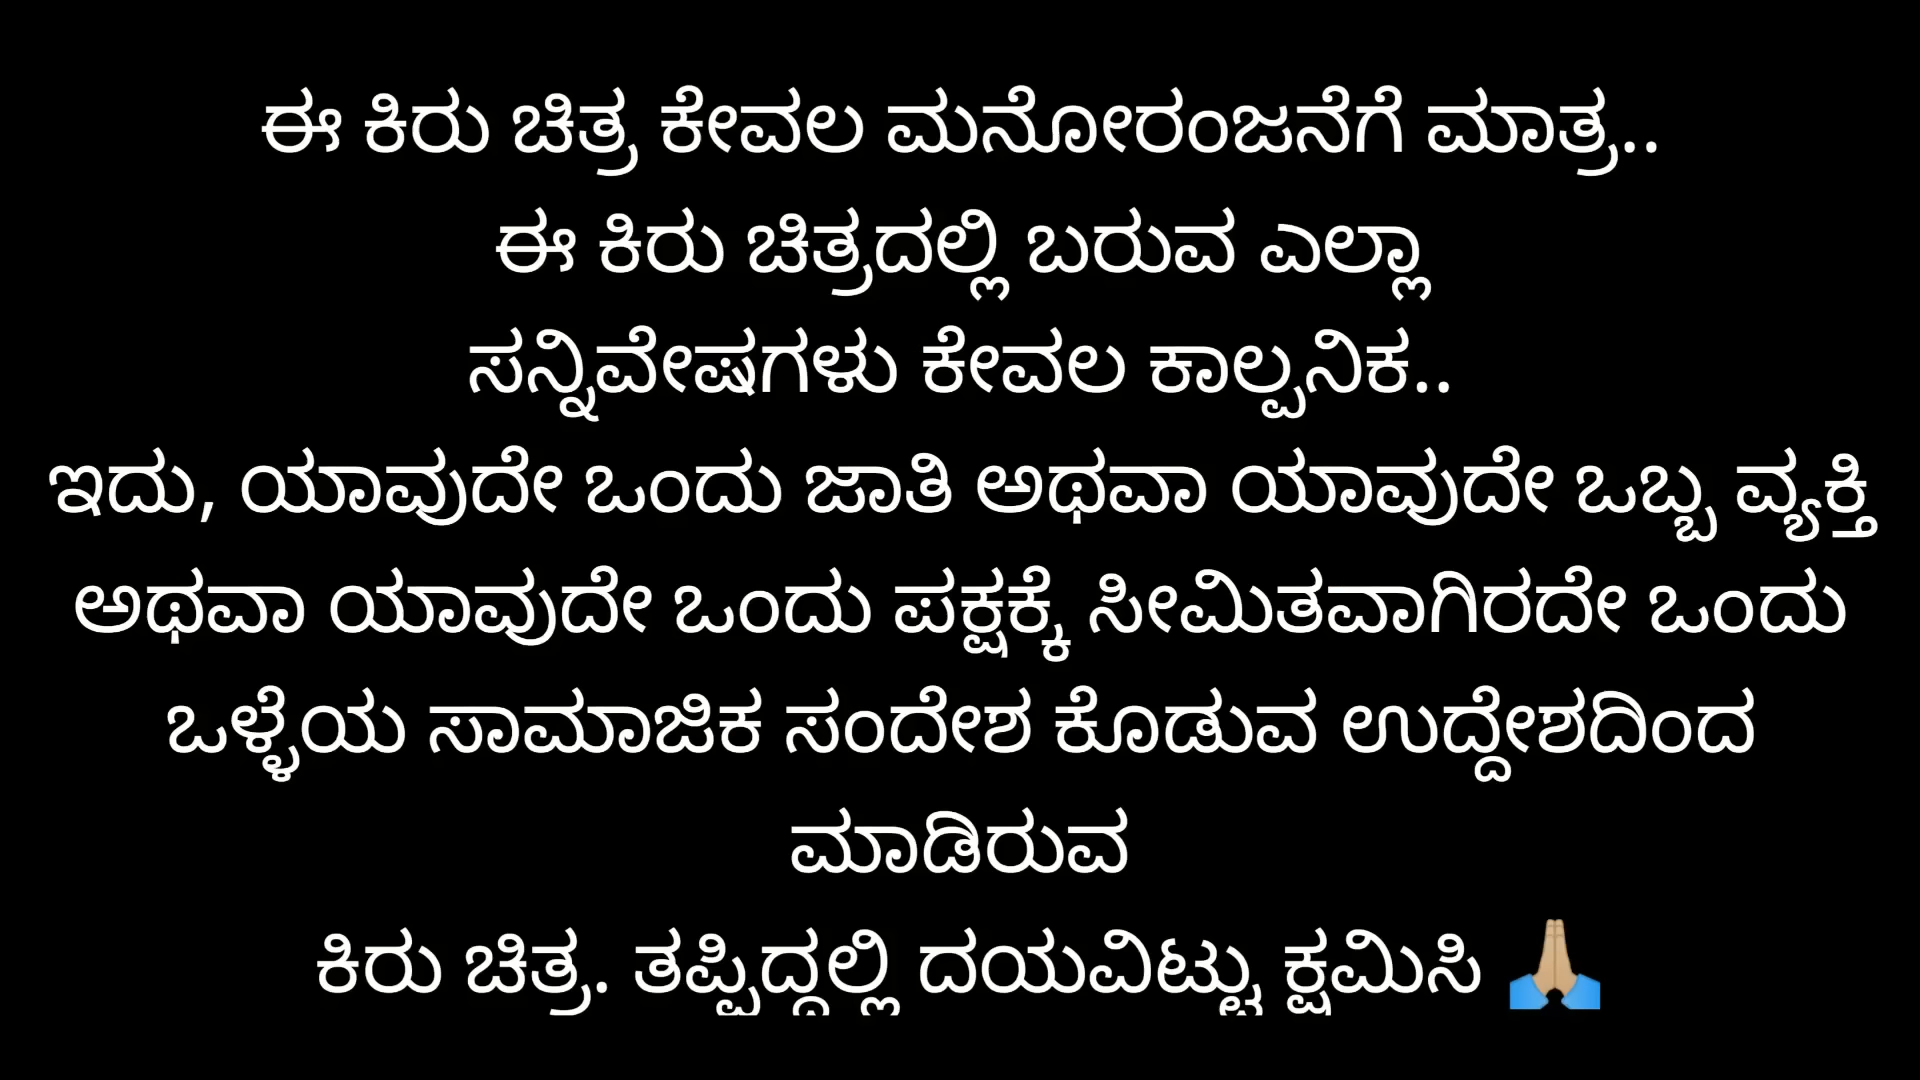 ಈ ಕಿರು ಚಿತ್ರ ಕೇವಲ ಮನೋರಂಜನೆಗೆ ಮಾತ್ರ..
ಈ ಕಿರು ಚಿತ್ರದಲ್ಲಿ ಬರುವ ಎಲ್ಲಾ
ಸನ್ನಿವೇಷಗಳು ಕೇವಲ ಕಾಲ್ಪನಿಕ..
ಇದು, ಯಾವುದೇ ಒಂದು ಜಾತಿ ಅಥವಾ ಯಾವುದೇ ಒಬ್ಬ ವ್ಯಕ್ತಿ
ಅಥವಾ ಯಾವುದೇ ಒಂದು ಪಕ್ಷಕ್ಕೆ ಸೀಮಿತವಾಗಿರದೇ ಒಂದು
ಒಳ್ಳೆಯ ಸಾಮಾಜಿಕ ಸಂದೇಶ ಕೊಡುವ ಉದ್ದೇಶದಿಂದ
ಮಾಡಿರುವ
ಕಿರು ಚಿತ್ರ. ತಪ್ಪಿದ್ದಲ್ಲಿ ದಯವಿಟ್ಟು ಕ್ಷಮಿಸಿ 🙏🏼